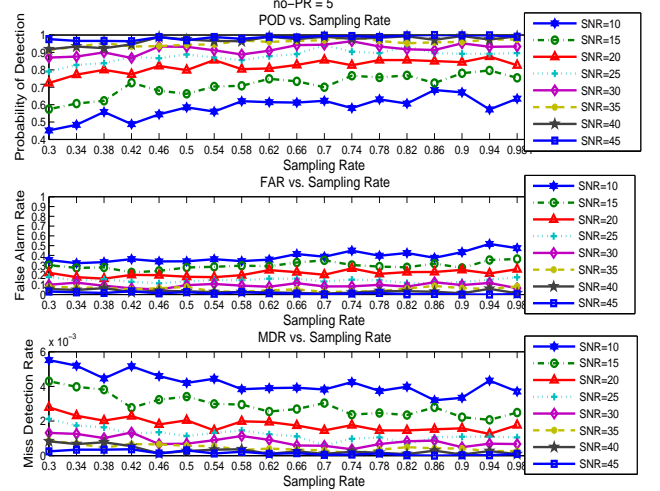 no−PR = 5
POD vs. Sampling Rate
Probability of Detection
1
0.9
0.8
0.7
0.6
0.5
0.4
0.3 0.34 0.38 0.42 0.46 0.5 0.54 0.58 0.62 0.66 0.7 0.74 0.78 0.82 0.86 0.9 0.94 0.98
Sampling Rate
SNR=10
SNR=15
SNR=20
SNR=25
SNR=30
SNR=35
SNR=40
SNR=45
FAR vs. Sampling Rate
False Alarm Rate
1
0.9
0.8
0.7
0.6
0.5
0.4
0.3
0.2
0.1
0
0.3 0.34 0.38 0.42 0.46 0.5 0.54 0.58 0.62 0.66 0.7 0.74 0.78 0.82 0.86 0.9 0.94 0.98
Sampling Rate
SNR=10
SNR=15
SNR=20
SNR=25
SNR=30
SNR=35
SNR=40
SNR=45
MDR vs. Sampling Rate
x 10−3
Miss Detection Rate
6
4
2
0
0.3 0.34 0.38 0.42 0.46 0.5 0.54 0.58 0.62 0.66 0.7 0.74 0.78 0.82 0.86 0.9 0.94 0.98
Sampling Rate
SNR=10
SNR=15
SNR=20
SNR=25
SNR=30
SNR=35
SNR=40
SNR=45